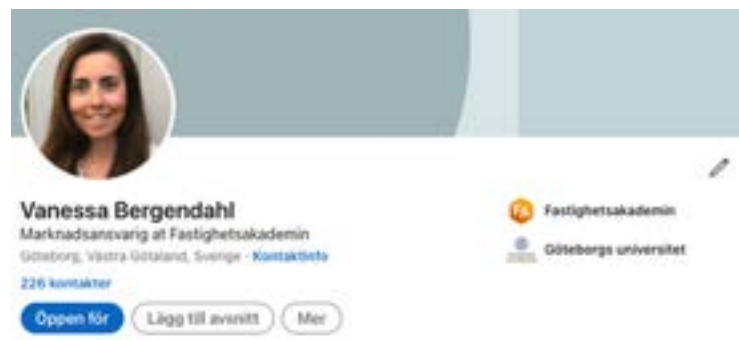 Vanessa Bergendahl
Marknadsansvarig at Fastighetsakademin
Göteborg, Västra Götaland, Sverige · Kontaktinfo
226 kontakter
Öppen för
Lägg till avsnitt
Mer
FA
Fastighetsakademin
Göteborgs universitet